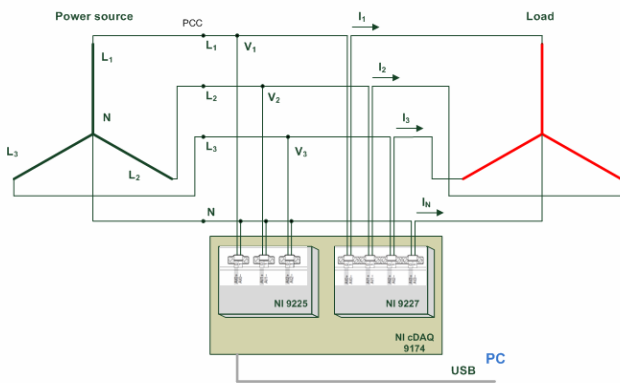 Power source
PCC
I₁
Load
L₁
V₁
L₁
I₂
L₂
V₂
N
I₃
L₃
L₃
V₃
L₂
N
Iₙ
NI 9225
NI 9227
NI cDAQ
9174
PC
USB